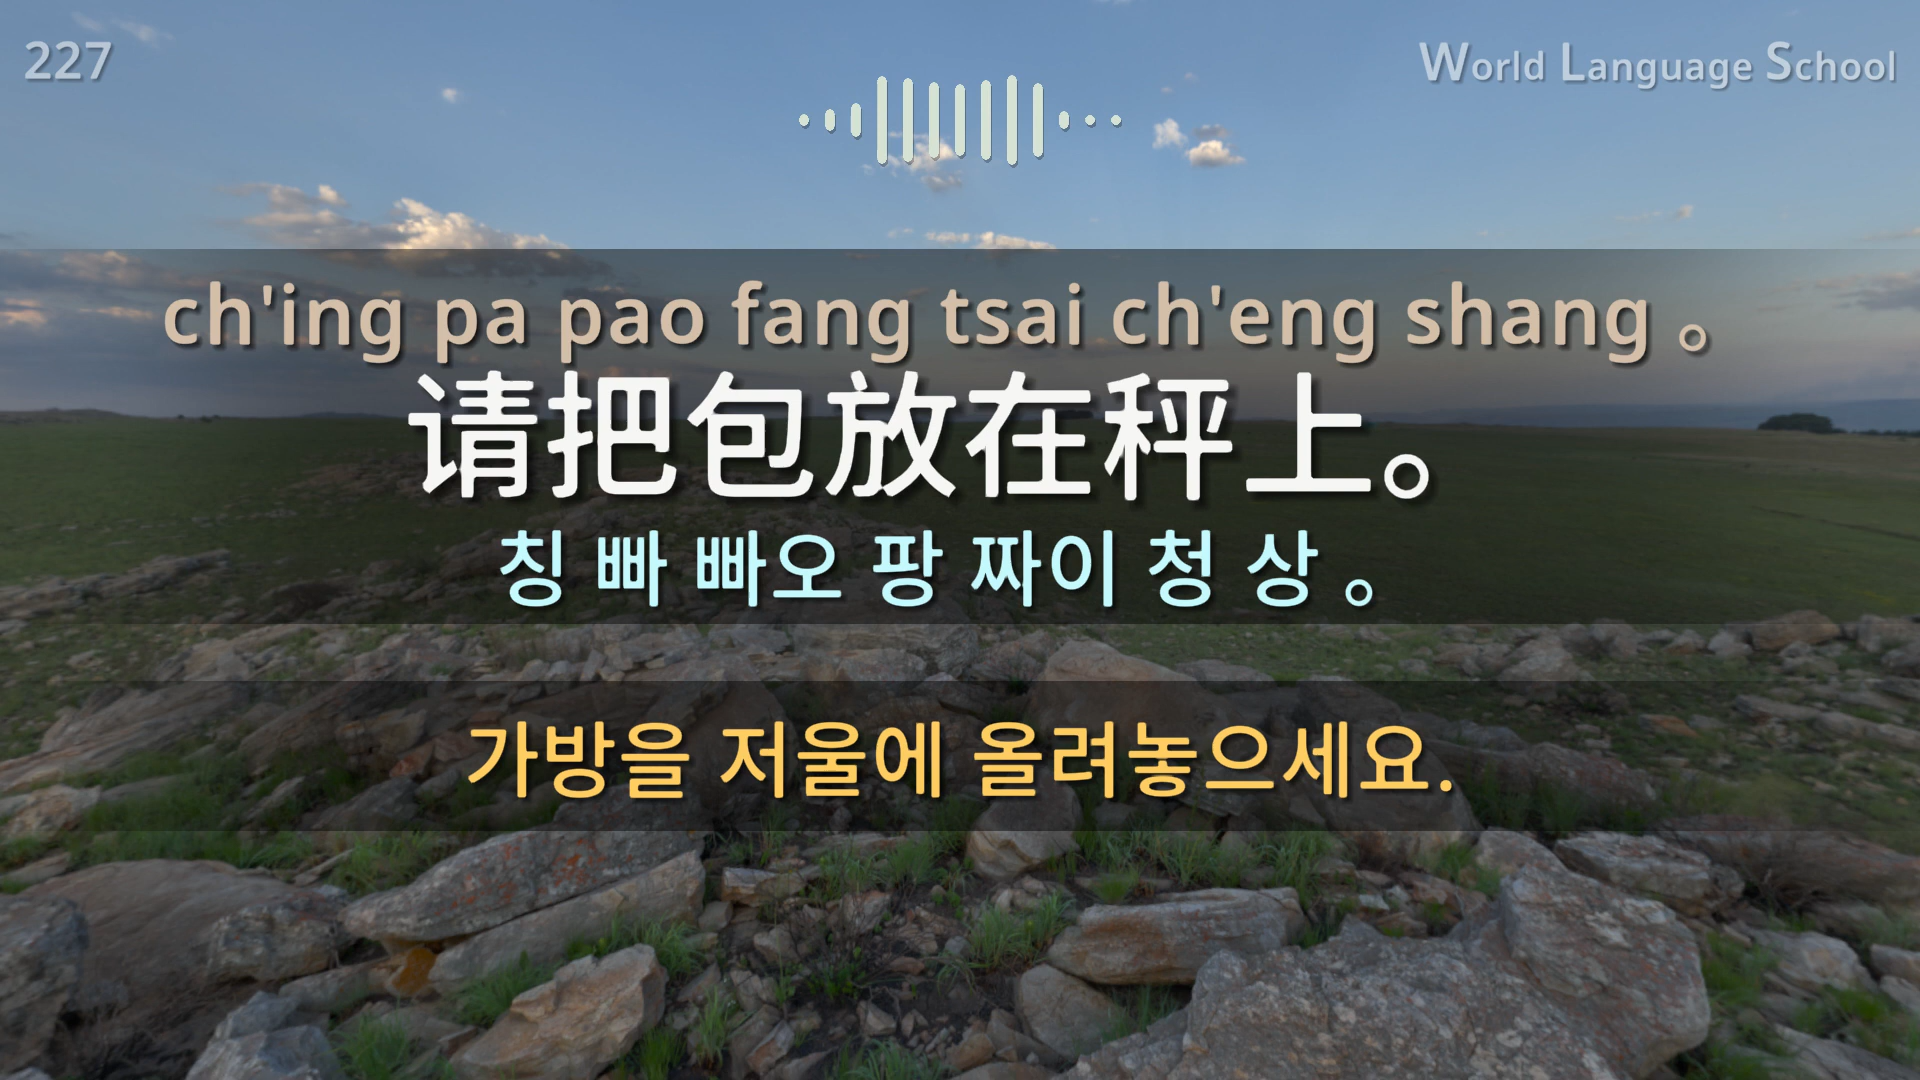 227
World Language School
ch'ing pa pao fang tsai ch'eng shang 。
请把包放在秤上。
칭 빠 빠오 팡 짜이 청 상 。
가방을 저울에 올려놓으세요.